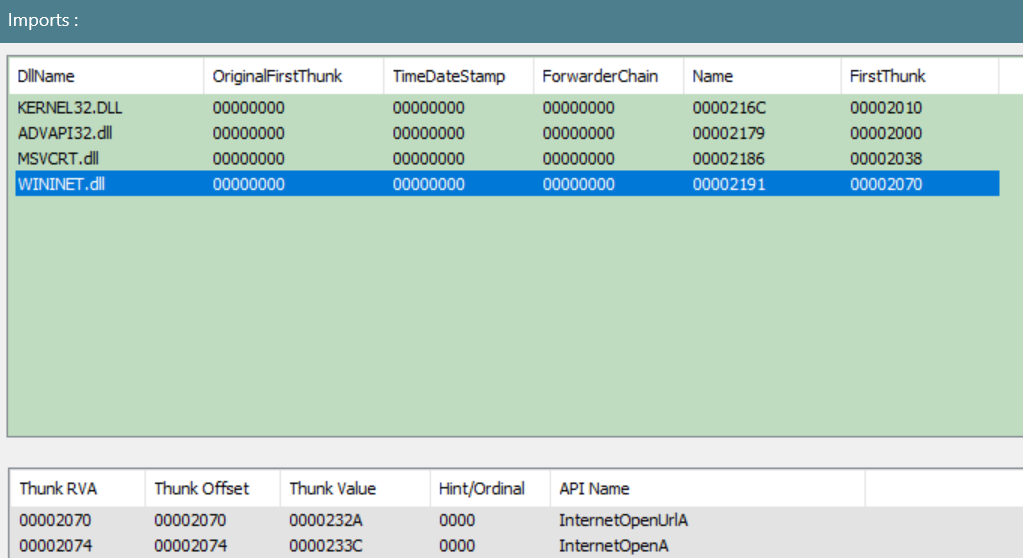 Imports :
DllName OriginalFirstThunk TimeDateStamp ForwarderChain Name FirstThunk
KERNEL32.DLL 00000000 00000000 00000000 0000216C 00002010
ADVAPI32.dll 00000000 00000000 00000000 00002179 00002000
MSVCRT.dll 00000000 00000000 00000000 00002186 00002038
WININET.dll 00000000 00000000 00000000 00002191 00002070
Thunk RVA Thunk Offset Thunk Value Hint/Ordinal API Name
00002070 00002070 0000232A 0000 InternetOpenUrlA
00002074 00002074 0000233C 0000 InternetOpenA